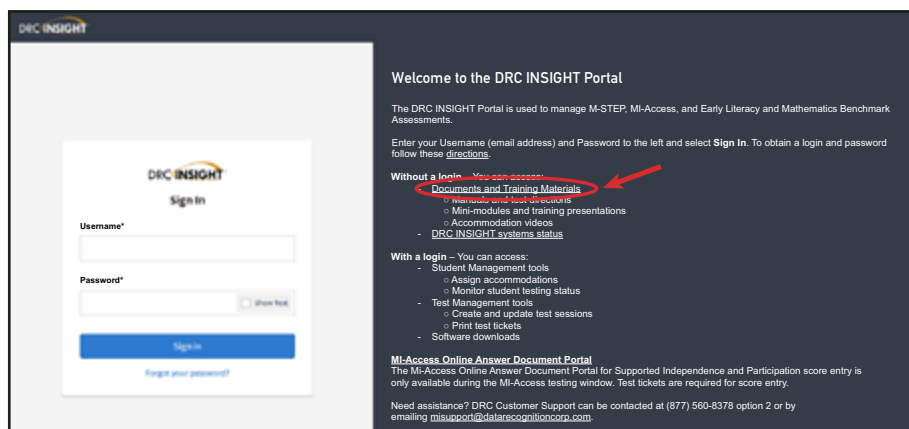 DRC INSIGHT
DRC INSIGHT
Sign In
Username*
Password*
Show Text
Sign in
Forgot your password?
Welcome to the DRC INSIGHT Portal
The DRC INSIGHT Portal is used to manage M-STEP, MI-Access, and Early Literacy and Mathematics Benchmark
Assessments.
Enter your Username (email address) and Password to the left and select Sign In. To obtain a login and password
follow these directions.
Without a login – You can access:
- Documents and Training Materials
○ Manuals and test directions
○ Mini-modules and training presentations
○ Accommodation videos
- DRC INSIGHT systems status
With a login – You can access:
- Student Management tools
○ Assign accommodations
○ Monitor student testing status
- Test Management tools
○ Create and update test sessions
○ Print test tickets
- Software downloads
MI-Access Online Answer Document Portal
The Mi-Access Online Answer Document Portal for Supported Independence and Participation score entry is
only available during the MI-Access testing window. Test tickets are required for score entry.
Need assistance? DRC Customer Support can be contacted at (877) 560-8378 option 2 or by
emailing misupport@datarecognitioncorp.com.